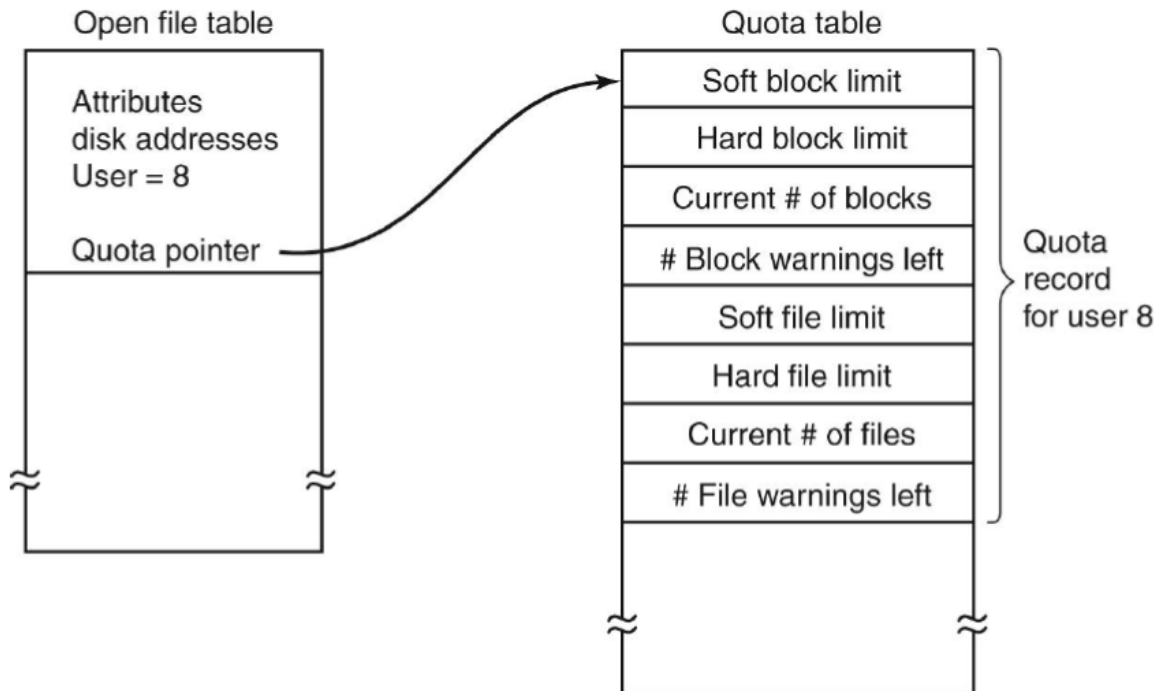 Open file table
Attributes
disk addresses
User = 8
Quota pointer
Quota table
Soft block limit
Hard block limit
Current # of blocks
# Block warnings left
Soft file limit
Hard file limit
Current # of files
# File warnings left
Quota
record
for user 8